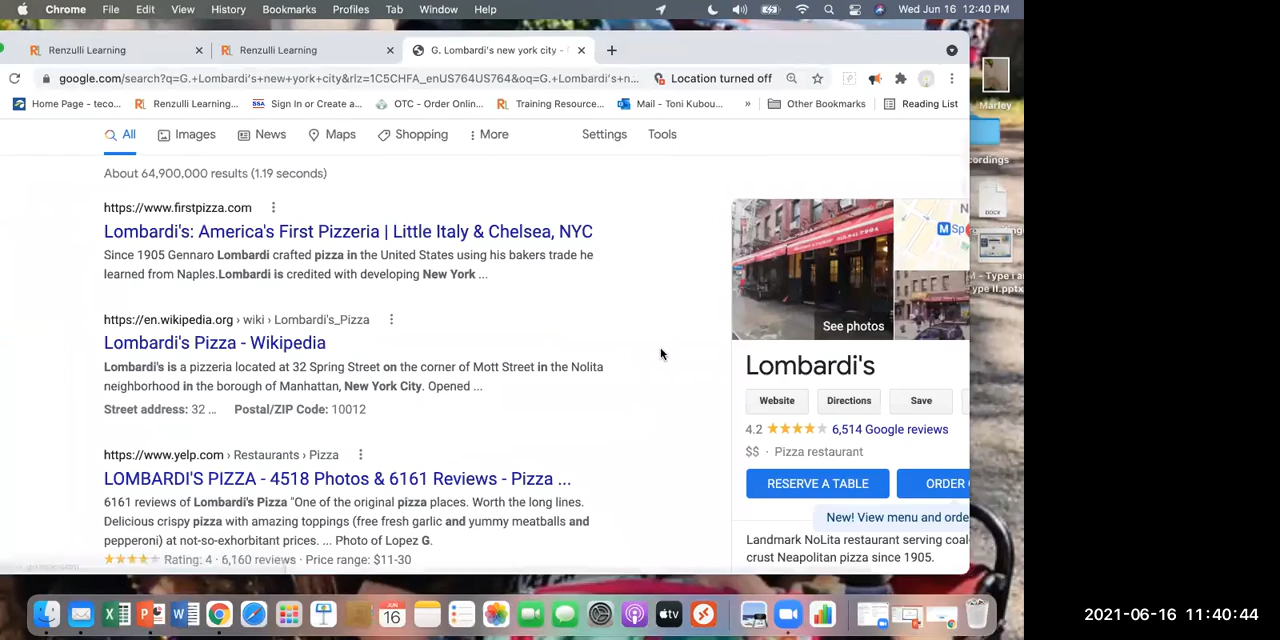 Chrome File Edit View History Bookmarks Profiles Tab Window Help Wed Jun 16 12:40 PM
Renzulli Learning
Renzulli Learning
G. Lombardi's new york city -
google.com/search?q=G.+Lombardi's+new+york+city&rlz=1C5CHFA_enUS764US764&oq=G.+Lombardi's+n... Location turned off
Home Page - teco... Renzulli Learning... Sign In or Create a... OTC - Order Onlin... Training Resource... Mail - Toni Kubou... » Other Bookmarks Reading List
All Images News Maps Shopping More Settings Tools
About 64,900,000 results (1.19 seconds)
https://www.firstpizza.com
Lombardi's: America's First Pizzeria | Little Italy & Chelsea, NYC
Since 1905 Gennaro Lombardi crafted pizza in the United States using his bakers trade he
learned from Naples.Lombardi is credited with developing New York ...
https://en.wikipedia.org › wiki › Lombardi's_Pizza
Lombardi's Pizza - Wikipedia
Lombardi's is a pizzeria located at 32 Spring Street on the corner of Mott Street in the Nolita
neighborhood in the borough of Manhattan, New York City. Opened ...
Street address: 32 ... Postal/ZIP Code: 10012
https://www.yelp.com › Restaurants › Pizza
LOMBARDI'S PIZZA - 4518 Photos & 6161 Reviews - Pizza ...
6161 reviews of Lombardi's Pizza "One of the original pizza places. Worth the long lines.
Delicious crispy pizza with amazing toppings (free fresh garlic and yummy meatballs and
pepperoni) at not-so-exhorbitant prices. ... Photo of Lopez G.
Rating: 4 · 6,160 reviews · Price range: $11-30
M Sp
See photos
Lombardi's
Website Directions Save
4.2 6,514 Google reviews
$$ · Pizza restaurant
RESERVE A TABLE ORDER
New! View menu and orde
Landmark NoLita restaurant serving coal-
crust Neapolitan pizza since 1905.
Marley
cordings
DOCX
M - Type I a
ype II.pptx
JUN
16
tv
2021-06-16 11:40:44